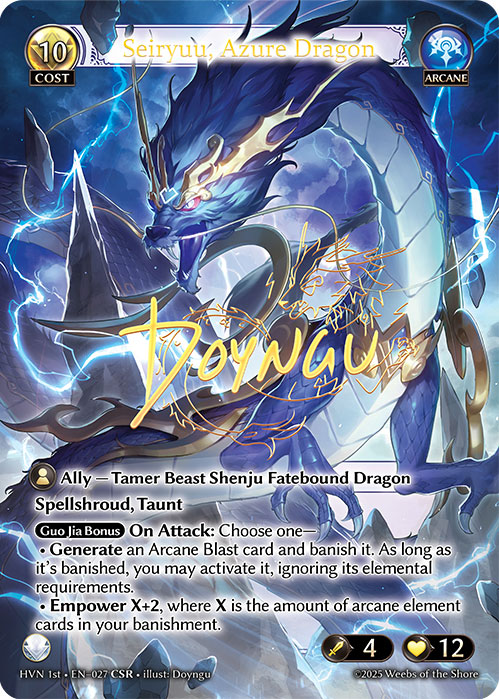 10
COST
Seiryuu, Azure Dragon
ARCANE
DOYNGU
Ally — Tamer Beast Shenju Fatebound Dragon
Spellshroud, Taunt
Guo Jia Bonus On Attack: Choose one—
• Generate an Arcane Blast card and banish it. As long as
it's banished, you may activate it, ignoring its elemental
requirements.
• Empower X+2, where X is the amount of arcane element
cards in your banishment.
4
12
HVN 1st • EN-027 CSR • illust: Doyngu
©2025 Weebs of the Shore